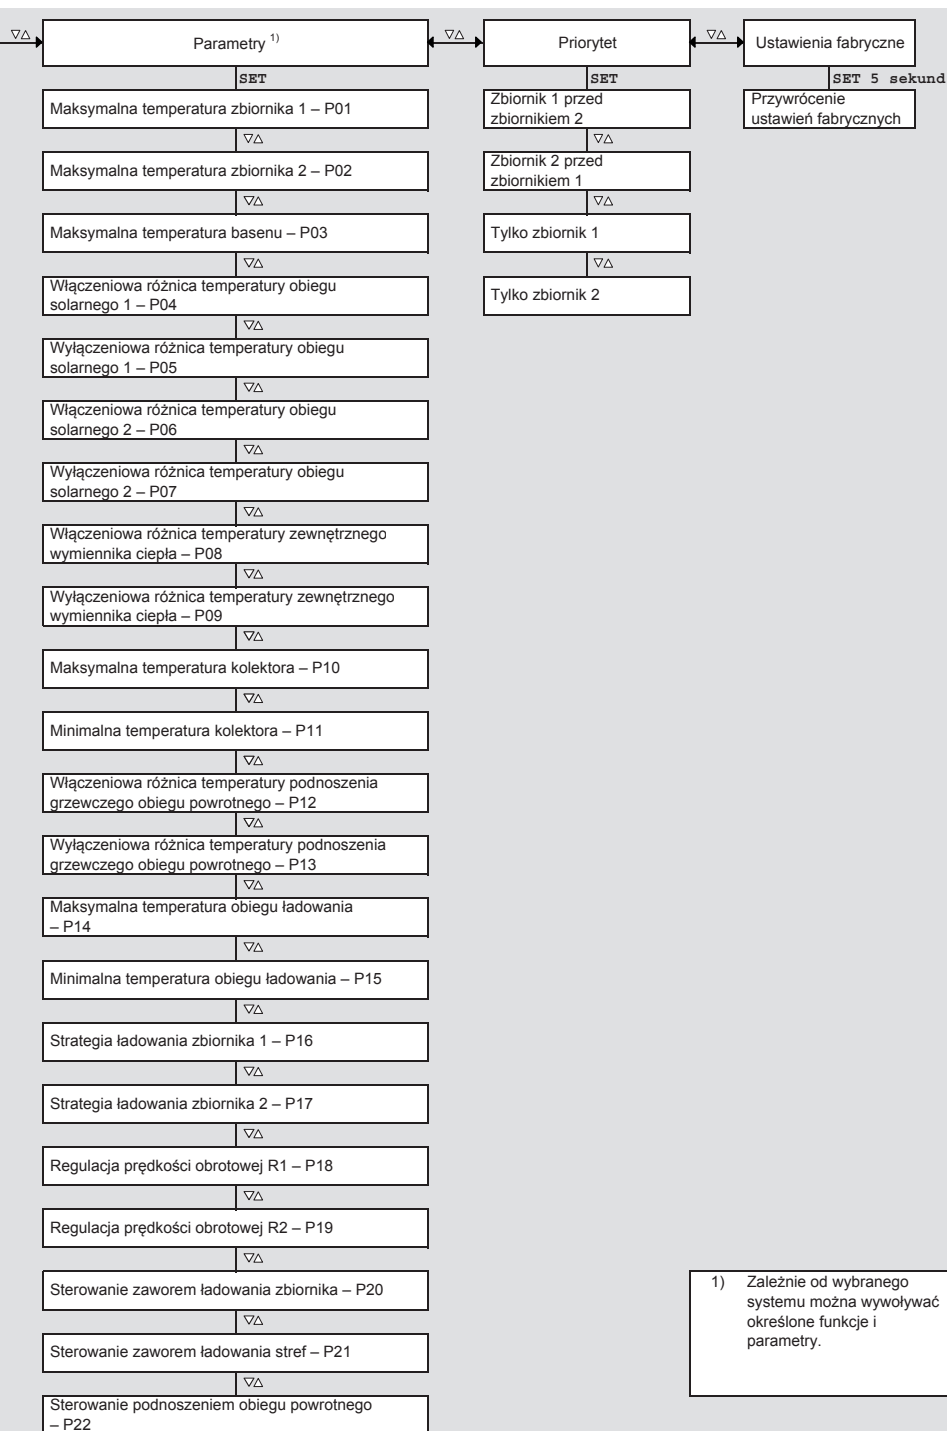 ▽△
Parametry 1)
▽△
Priorytet
▽△
Ustawienia fabryczne
SET
Maksymalna temperatura zbiornika 1 – P01
▽△
Maksymalna temperatura zbiornika 2 – P02
▽△
Maksymalna temperatura basenu – P03
▽△
Włączeniowa różnica temperatury obiegu
solarnego 1 – P04
▽△
Wyłączeniowa różnica temperatury obiegu
solarnego 1 – P05
▽△
Włączeniowa różnica temperatury obiegu
solarnego 2 – P06
▽△
Wyłączeniowa różnica temperatury obiegu
solarnego 2 – P07
▽△
Włączeniowa różnica temperatury zewnętrznego
wymiennika ciepła – P08
▽△
Wyłączeniowa różnica temperatury zewnętrznego
wymiennika ciepła – P09
▽△
Maksymalna temperatura kolektora – P10
▽△
Minimalna temperatura kolektora – P11
▽△
Włączeniowa różnica temperatury podnoszenia
grzewczego obiegu powrotnego – P12
▽△
Wyłączeniowa różnica temperatury podnoszenia
grzewczego obiegu powrotnego – P13
▽△
Maksymalna temperatura obiegu ładowania
– P14
▽△
Minimalna temperatura obiegu ładowania – P15
▽△
Strategia ładowania zbiornika 1 – P16
▽△
Strategia ładowania zbiornika 2 – P17
▽△
Regulacja prędkości obrotowej R1 – P18
▽△
Regulacja prędkości obrotowej R2 – P19
▽△
Sterowanie zaworem ładowania zbiornika – P20
▽△
Sterowanie zaworem ładowania stref – P21
▽△
Sterowanie podnoszeniem obiegu powrotnego
– P22
SET
Zbiornik 1 przed
zbiornikiem 2
▽△
Zbiornik 2 przed
zbiornikiem 1
▽△
Tylko zbiornik 1
▽△
Tylko zbiornik 2
SET 5 sekund
Przywrócenie
ustawień fabrycznych
1) Zależnie od wybranego
systemu można wywoływać
określone funkcje i
parametry.